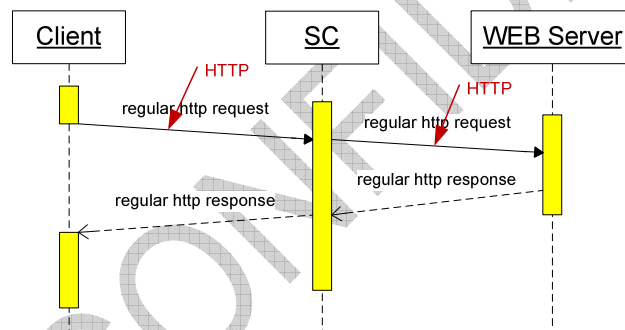 Client
SC
WEB Server
HTTP
HTTP
regular http request
regular http request
regular http response
regular http response